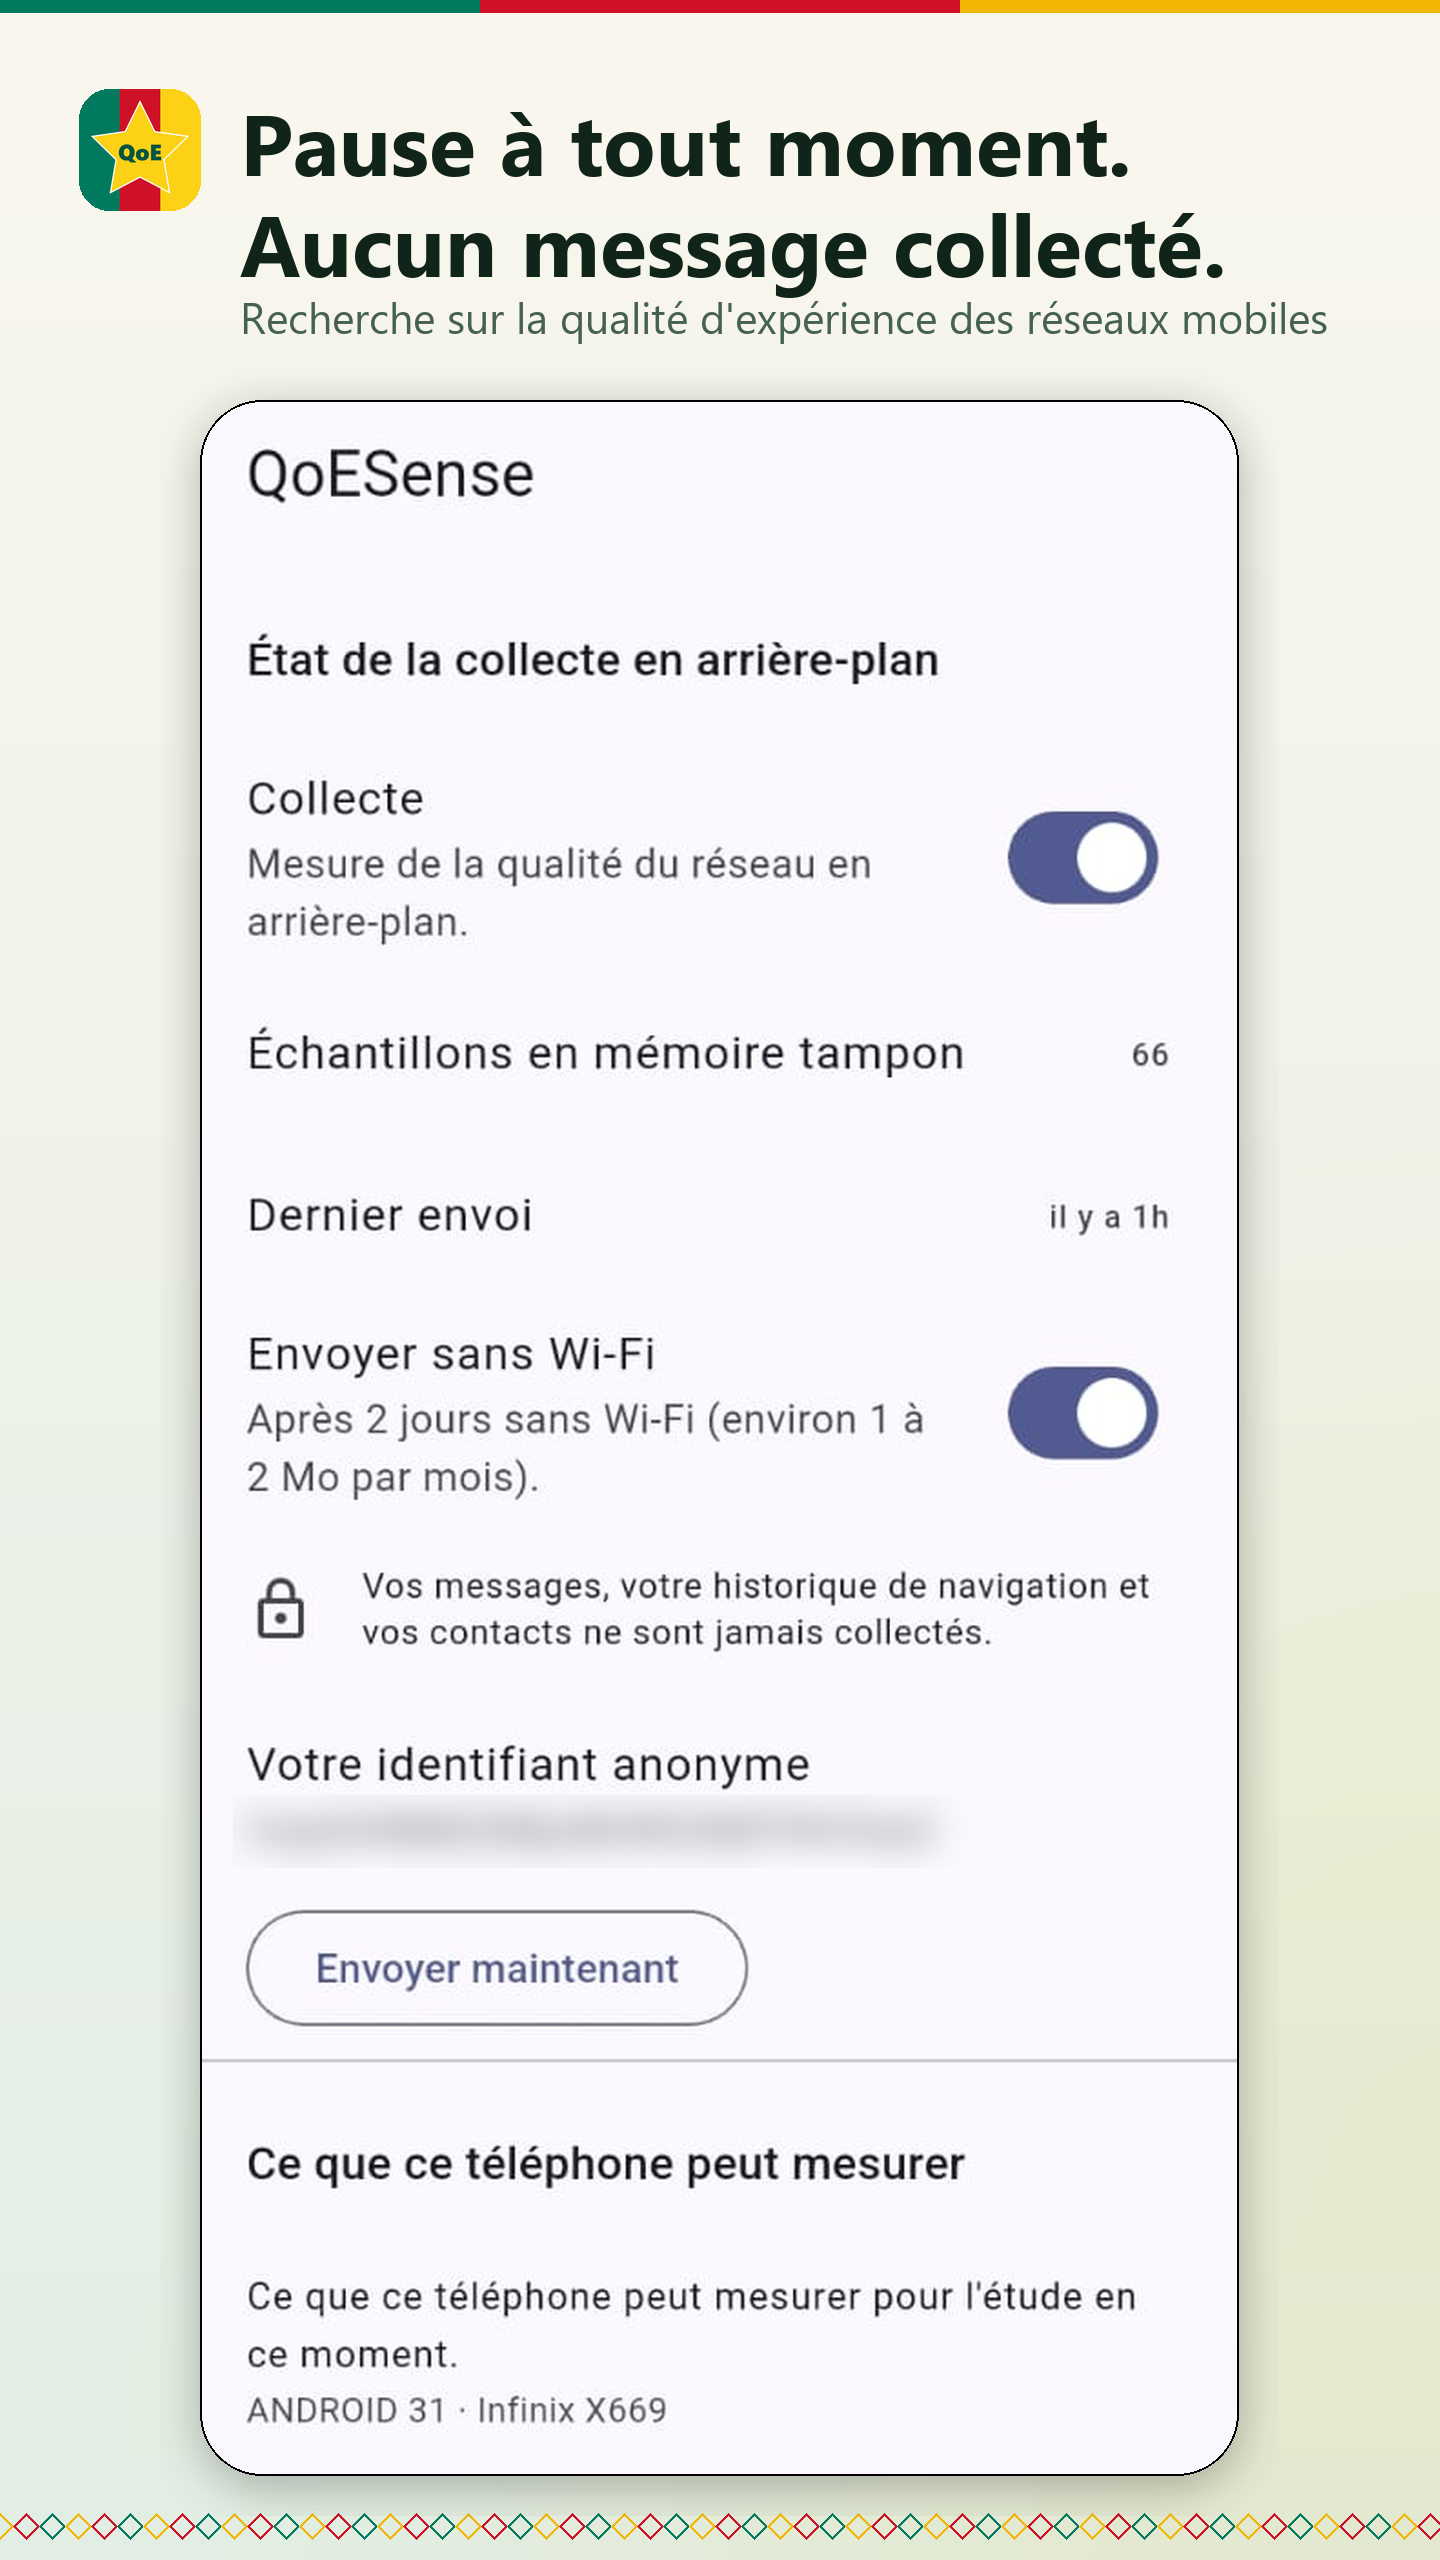 QoE
Pause à tout moment.
Aucun message collecté.
Recherche sur la qualité d'expérience des réseaux mobiles
QoESense
État de la collecte en arrière-plan
Collecte
Mesure de la qualité du réseau en
arrière-plan.
Échantillons en mémoire tampon 66
Dernier envoi il y a 1h
Envoyer sans Wi-Fi
Après 2 jours sans Wi-Fi (environ 1 à
2 Mo par mois).
Vos messages, votre historique de navigation et
vos contacts ne sont jamais collectés.
Votre identifiant anonyme
Envoyer maintenant
Ce que ce téléphone peut mesurer
Ce que ce téléphone peut mesurer pour l'étude en
ce moment.
ANDROID 31 · Infinix X669